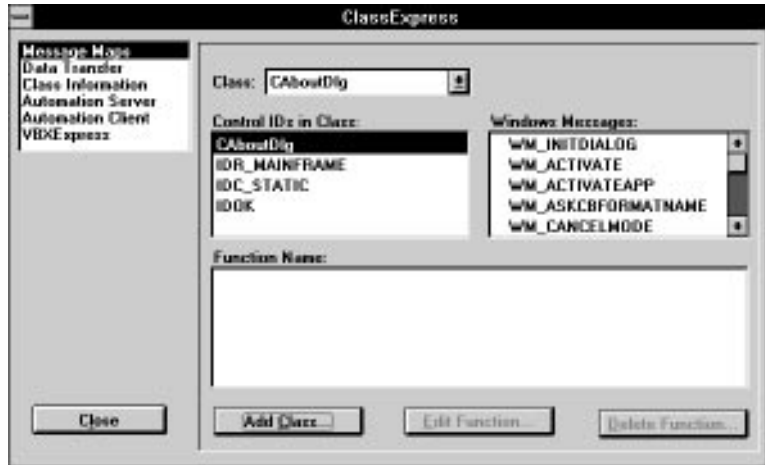 ClassExpress
Message Maps
Data Transfer
Class Information
Automation Server
Automation Client
VBXExpress
Class: CAboutDlg
Control IDs in Class:
CAboutDlg
IDR_MAINFRAME
IDC_STATIC
IDOK
Windows Messages:
WM_INITDIALOG
WM_ACTIVATE
WM_ACTIVATEAPP
WM_ASKCBFORMATNAME
WM_CANCELMODE
Function Name:
Close
Add Class...
Edit Function...
Delete Function...